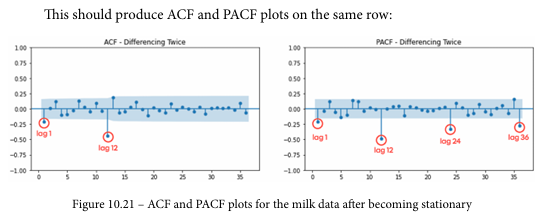 This should produce ACF and PACF plots on the same row:
ACF - Differencing Twice
1.00
0.75
0.50
0.25
0.00
−0.25
−0.50
−0.75
−1.00
lag 1
lag 12
0 5 10 15 20 25 30 35
PACF - Differencing Twice
1.00
0.75
0.50
0.25
0.00
−0.25
−0.50
−0.75
−1.00
lag 1
lag 12
lag 24
lag 36
0 5 10 15 20 25 30 35
Figure 10.21 – ACF and PACF plots for the milk data after becoming stationary